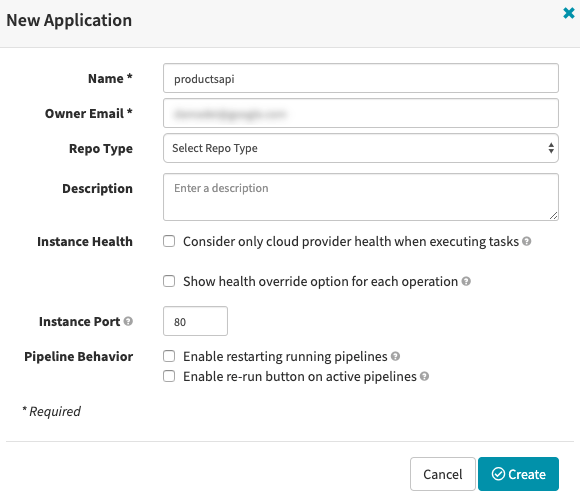 New Application
Name *
productsapi
Owner Email *
Repo Type
Select Repo Type
Description
Enter a description
Instance Health
Consider only cloud provider health when executing tasks
Show health override option for each operation
Instance Port
80
Pipeline Behavior
Enable restarting running pipelines
Enable re-run button on active pipelines
* Required
Cancel
Create